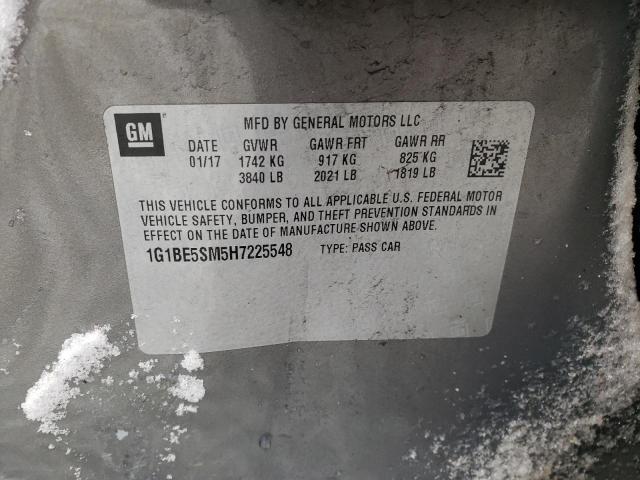 GM
MFD BY GENERAL MOTORS LLC
DATE GVWR GAWR FRT GAWR RR
01/17 1742 KG 917 KG 825 KG
3840 LB 2021 LB 1819 LB
THIS VEHICLE CONFORMS TO ALL APPLICABLE U.S. FEDERAL MOTOR
VEHICLE SAFETY, BUMPER, AND THEFT PREVENTION STANDARDS IN
EFFECT ON THE DATE OF MANUFACTURE SHOWN ABOVE.
1G1BE5SM5H7225548 TYPE: PASS CAR